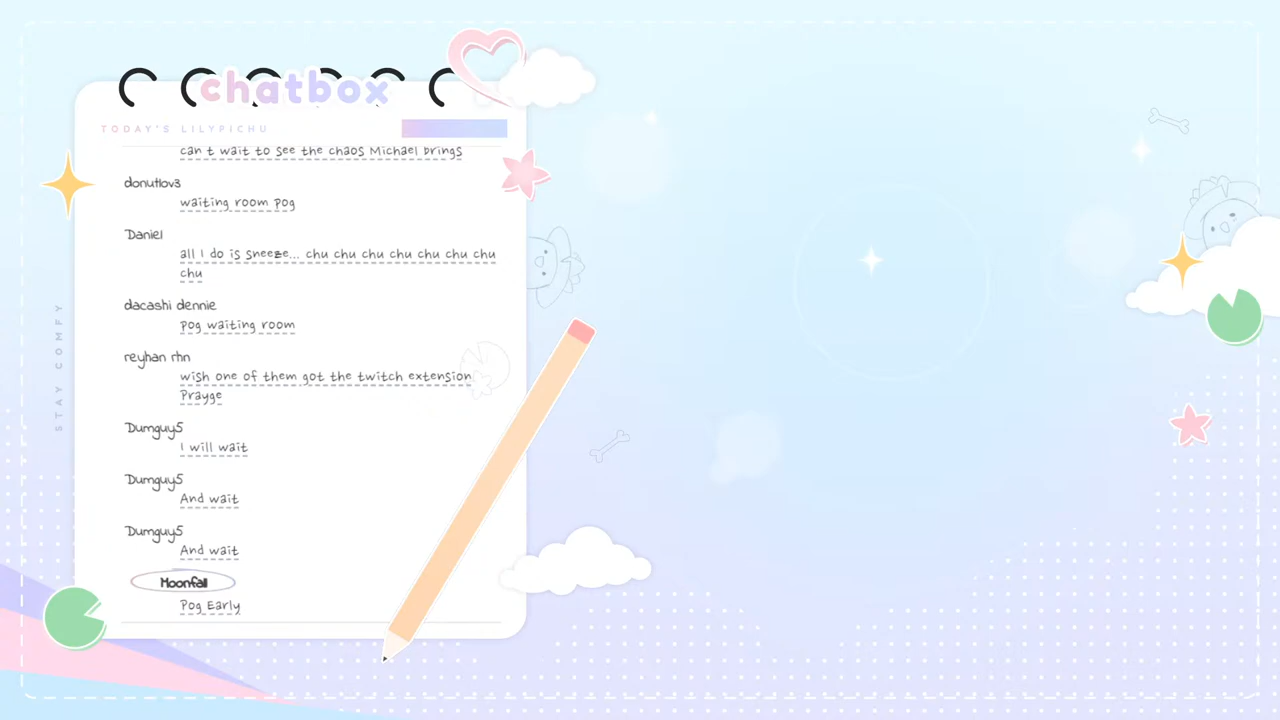 chatbox
TODAY'S LILYPICHU
can t wait to see the chaos Michael brings
donutlov3
waiting room pog
Daniel
all I do is sneeze... chu chu chu chu chu chu chu
chu
dacashi dennie
pog waiting room
reyhan rhn
wish one of them got the twitch extension
Prayge
Dumguy5
I will wait
Dumguy5
And wait
Dumguy5
And wait
Moonfall
Pog Early
STAY COMFY